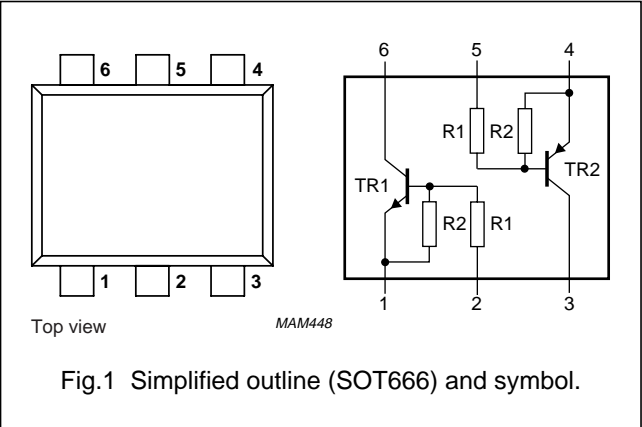 6 5 4
6 5 4
R1 R2
TR1
TR2
R2 R1
1 2 3
1 2 3
Top view
MAM448
Fig.1 Simplified outline (SOT666) and symbol.